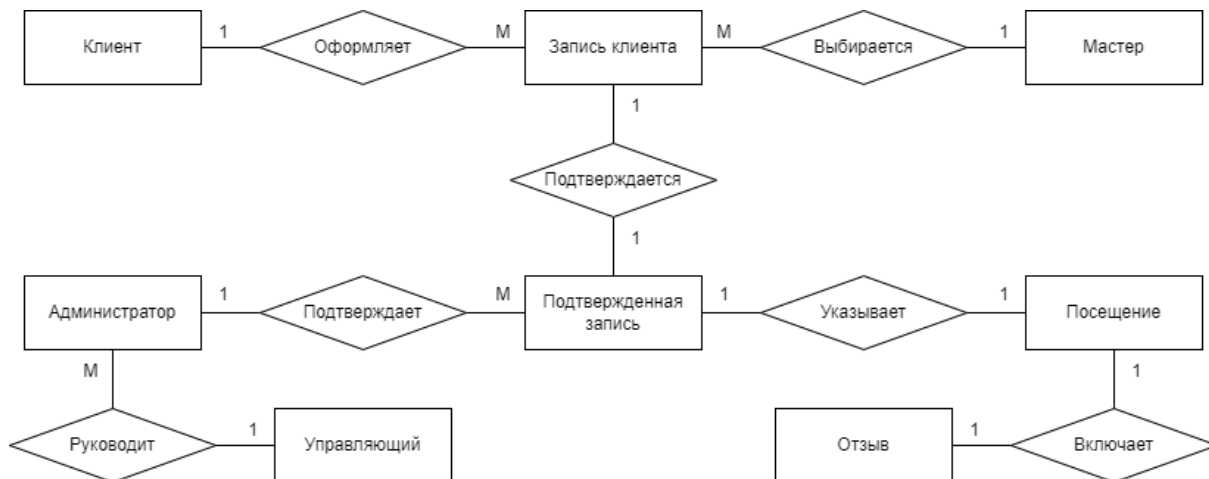 Клиент
1
Оформляет
М
Запись клиента
М
Выбирается
1
Мастер
1
Подтверждается
1
Администратор
1
Подтверждает
М
Подтвержденная
запись
1
Указывает
1
Посещение
М
1
Руководит
1
Управляющий
Отзыв
1
Включает